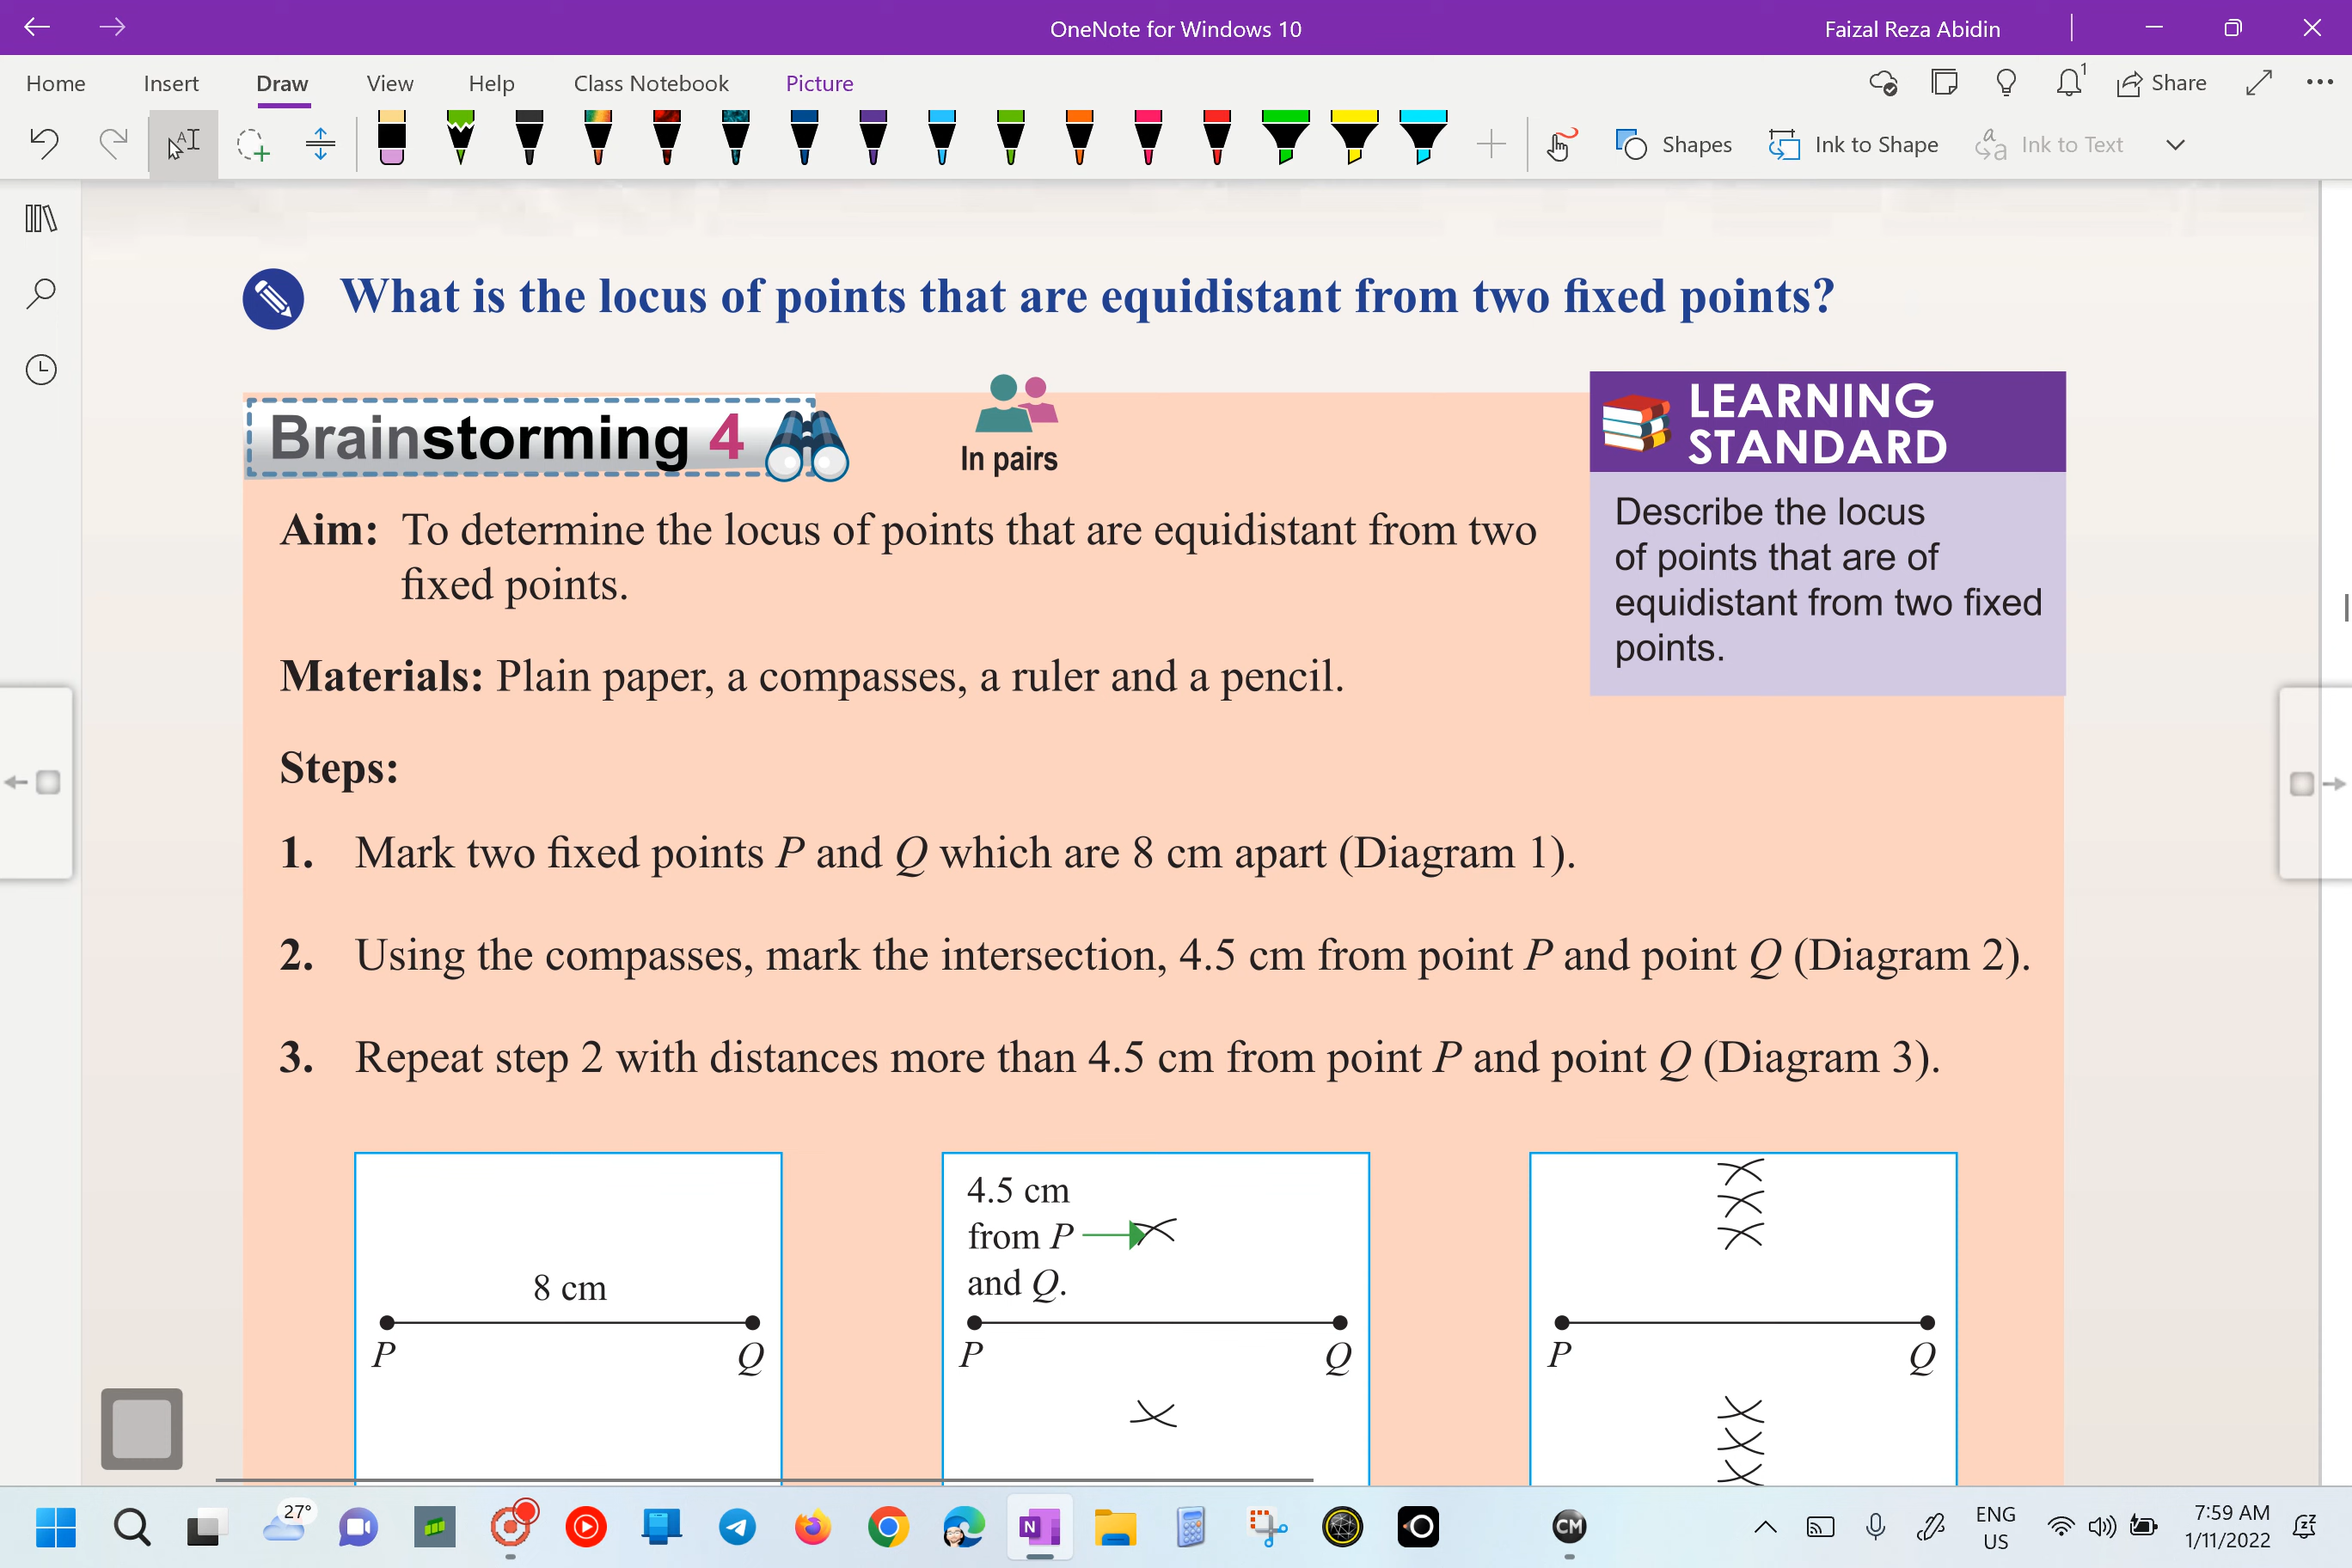 OneNote for Windows 10
Faizal Reza Abidin
Home Insert Draw View Help Class Notebook Picture
1 Share
Shapes Ink to Shape Ink to Text
What is the locus of points that are equidistant from two fixed points?
Brainstorming 4
In pairs
LEARNING
STANDARD
Describe the locus
of points that are of
equidistant from two fixed
points.
Aim: To determine the locus of points that are equidistant from two
fixed points.
Materials: Plain paper, a compasses, a ruler and a pencil.
Steps:
1. Mark two fixed points P and Q which are 8 cm apart (Diagram 1).
2. Using the compasses, mark the intersection, 4.5 cm from point P and point Q (Diagram 2).
3. Repeat step 2 with distances more than 4.5 cm from point P and point Q (Diagram 3).
8 cm
P Q
4.5 cm
from P
and Q.
P Q
P Q
27°
N
CM
ENG
US
7:59 AM
1/11/2022